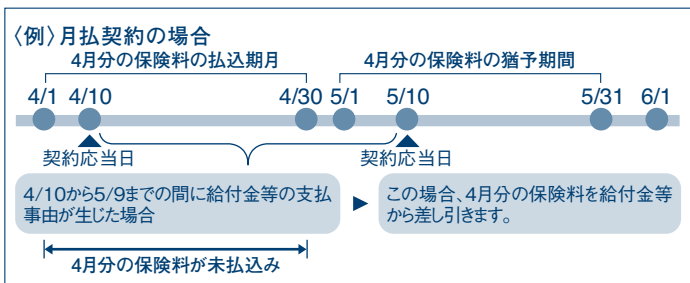 〈例〉月払契約の場合
4月分の保険料の払込期月 4月分の保険料の猶予期間
4/1 4/10 4/30 5/1 5/10 5/31 6/1
契約応当日 契約応当日
4/10から5/9までの間に給付金等の支払
事由が生じた場合
この場合、4月分の保険料を給付金等
から差し引きます。
4月分の保険料が未払込み